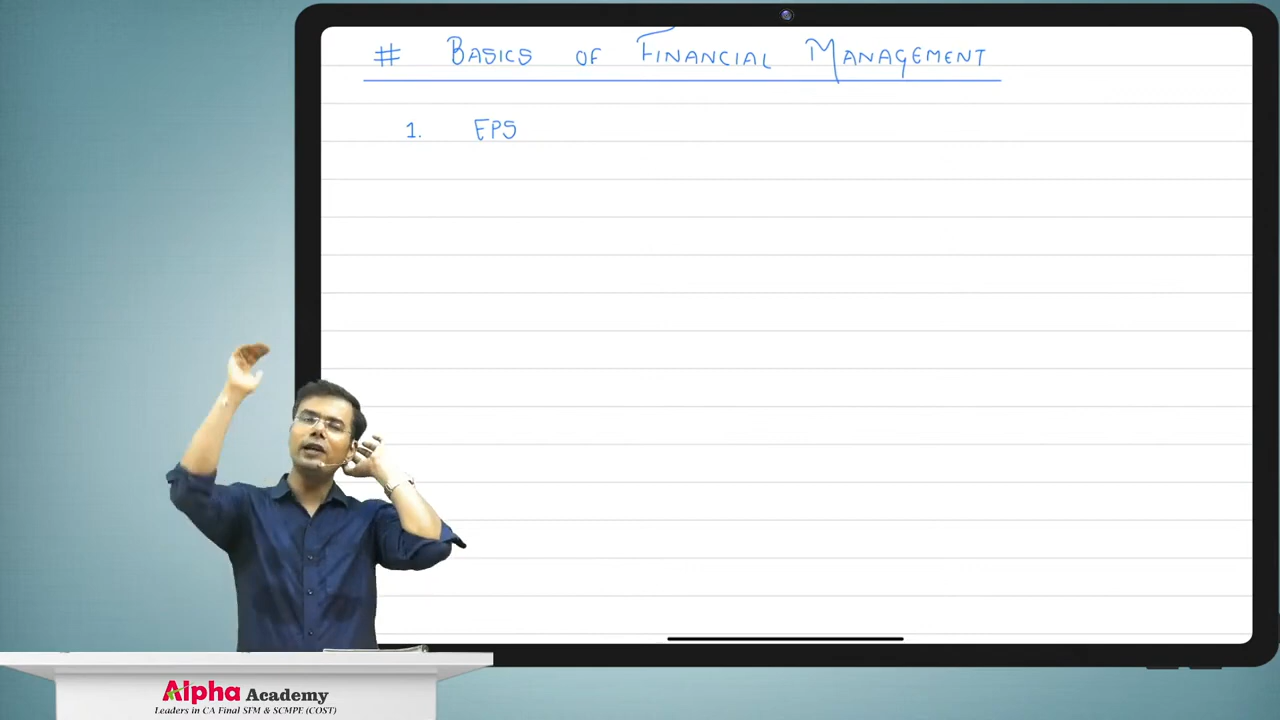 # BASICS OF FINANCIAL MANAGEMENT
1. EPS
Alpha Academy
Leaders in CA Final SFM & SCMPE (COST)